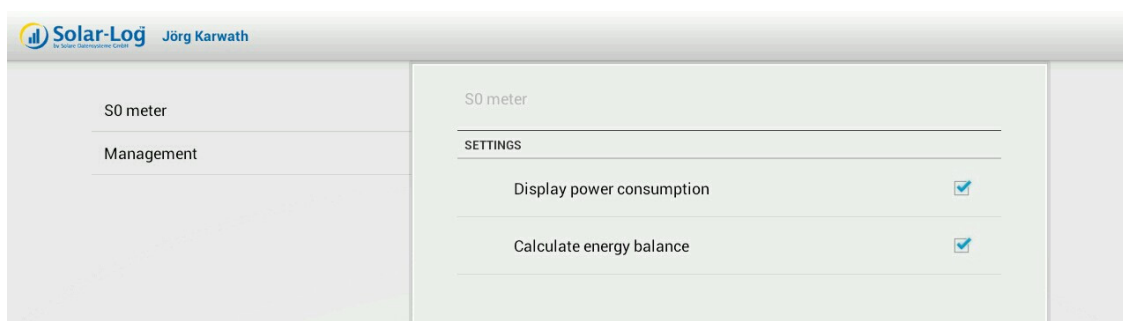 Solar-Log Jörg Karwath
by Solare Datensysteme GmbH
S0 meter
Management
S0 meter
SETTINGS
Display power consumption
Calculate energy balance